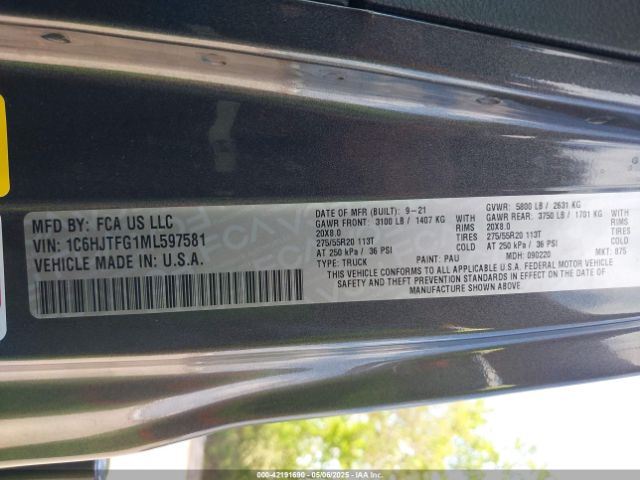 MFD BY: FCA US LLC
VIN: 1C6HJTFG1ML597581
VEHICLE MADE IN: U.S.A.
DATE OF MFR (BUILT): 9-21
GAWR FRONT: 3100 LB / 1407 KG WITH
20X8.0 RIMS
275/55R20 113T TIRES
AT 250 kPa / 36 PSI COLD
TYPE: TRUCK PAINT: PAU
GVWR: 5800 LB / 2631 KG
GAWR REAR: 3750 LB / 1701 KG WITH
20X8.0 RIMS
275/55R20 113T TIRES
AT 250 kPa / 36 PSI COLD
MDH: 090220 MKT: 875
THIS VEHICLE CONFORMS TO ALL APPLICABLE U.S.A. FEDERAL MOTOR VEHICLE
SAFETY AND THEFT PREVENTION STANDARDS IN EFFECT ON THE DATE OF
MANUFACTURE SHOWN ABOVE.
000-42191690 - 05/06/2025 - IMPACT AUTO AUCTIONS